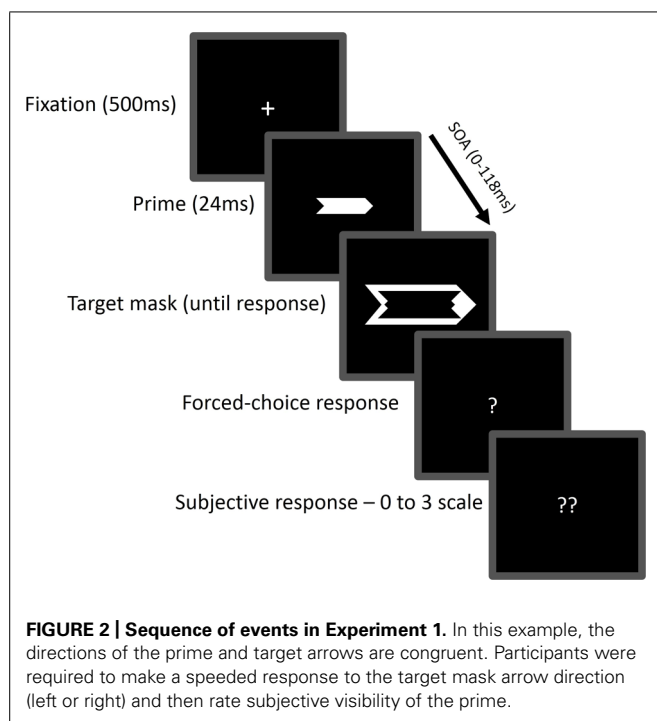 Fixation (500ms)
+
SOA (0-118ms)
Prime (24ms)
Target mask (until response)
Forced-choice response
?
Subjective response – 0 to 3 scale
??
FIGURE 2 | Sequence of events in Experiment 1. In this example, the
directions of the prime and target arrows are congruent. Participants were
required to make a speeded response to the target mask arrow direction
(left or right) and then rate subjective visibility of the prime.